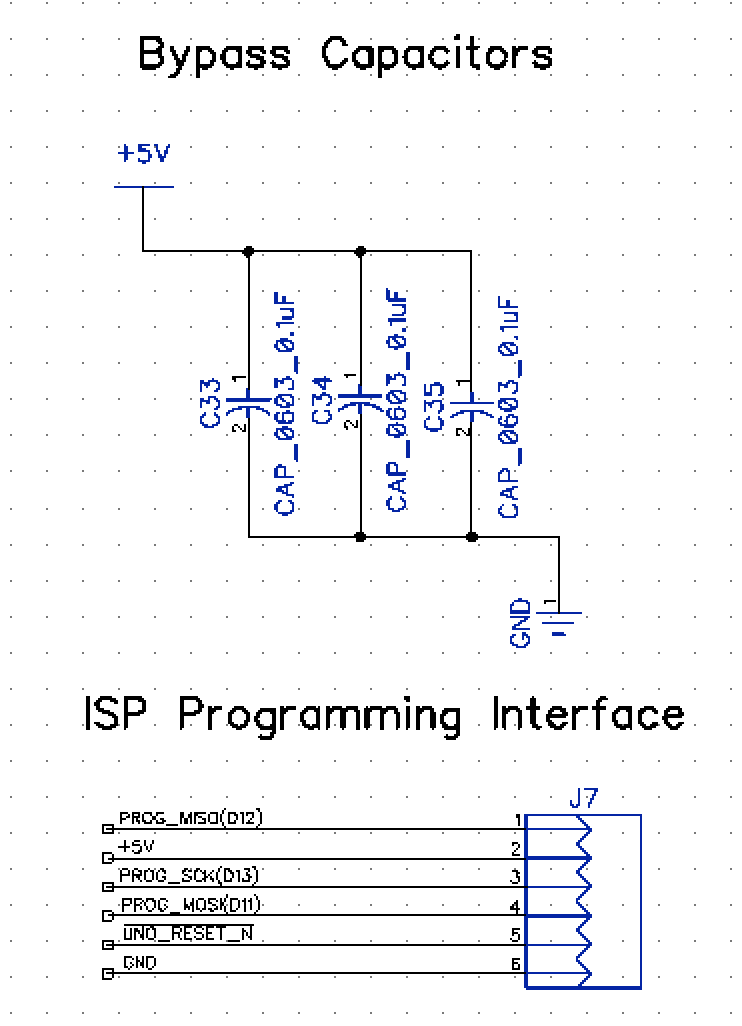 Bypass Capacitors
+5V
C33
1
2
CAP_0603_0.1uF
C34
1
2
CAP_0603_0.1uF
C35
1
2
CAP_0603_0.1uF
GND
1
ISP Programming Interface
J7
PROG_MISO(D12) 1
+5V 2
PROG_SCK(D13) 3
PROG_MOSI(D11) 4
UNO_RESET_N 5
GND 6